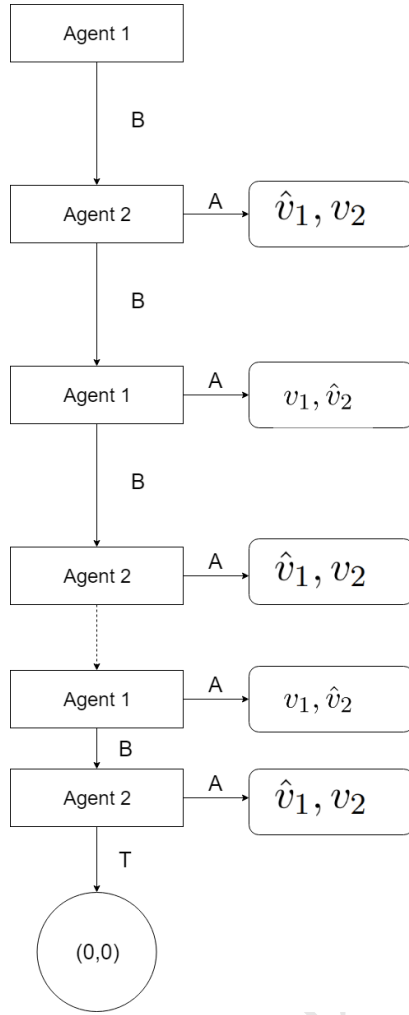 Agent 1
B
Agent 2 A v̂₁, v₂
B
Agent 1 A v₁, v̂₂
B
Agent 2 A v̂₁, v₂
Agent 1 A v₁, v̂₂
B
Agent 2 A v̂₁, v₂
T
(0,0)